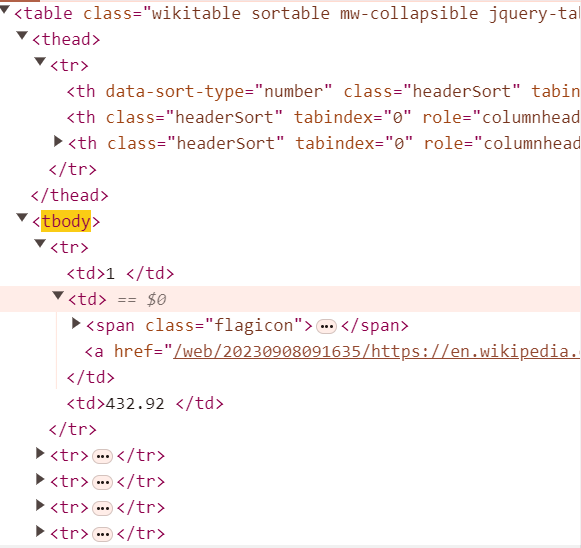 <table class="wikitable sortable mw-collapsible jquery-tab
<thead>
<tr>
<th data-sort-type="number" class="headerSort" tabin
<th class="headerSort" tabindex="0" role="columnhead
<th class="headerSort" tabindex="0" role="columnhead
</tr>
</thead>
<tbody>
<tr>
<td>1 </td>
<td> == $0
<span class="flagicon">…</span>
<a href="/web/20230908091635/https://en.wikipedia.
</td>
<td>432.92 </td>
</tr>
<tr>…</tr>
<tr>…</tr>
<tr>…</tr>
<tr>…</tr>